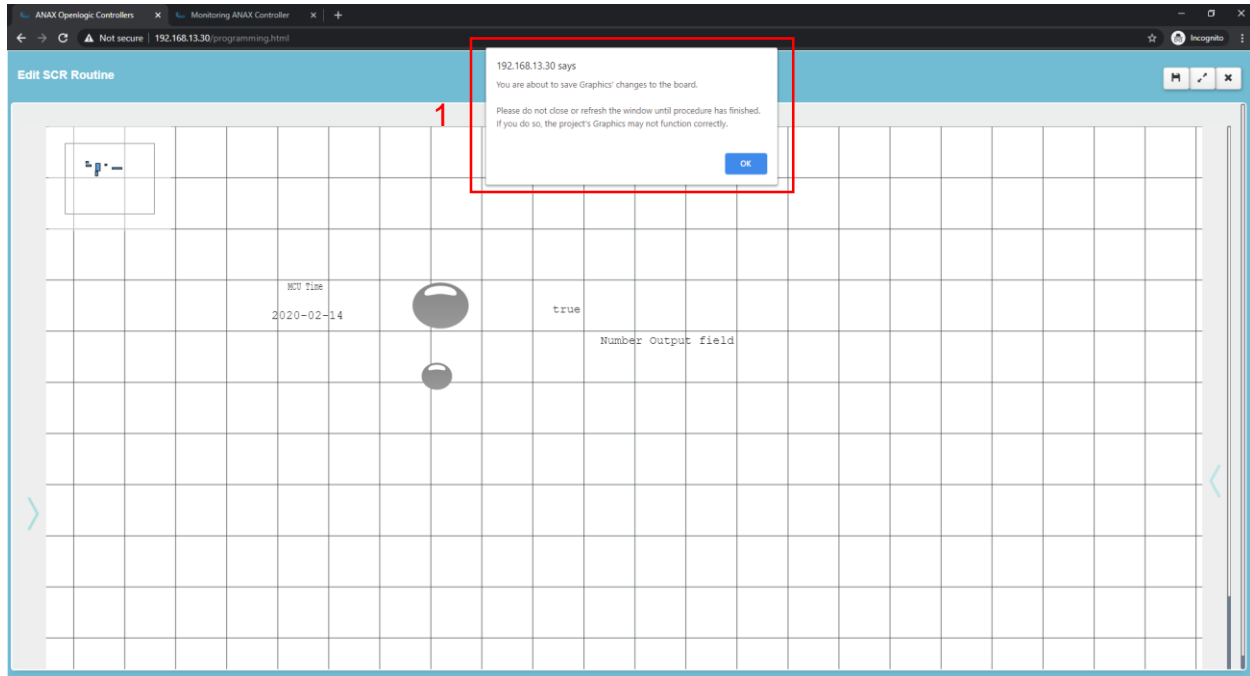 ANAX Openlogic Controllers
Monitoring ANAX Controller
Not secure 192.168.13.30/programming.html
Incognito
Edit SCR Routine
192.168.13.30 says
You are about to save Graphics' changes to the board.
Please do not close or refresh the window until procedure has finished.
If you do so, the project's Graphics may not function correctly.
OK
1
MCU Time
2020-02-14
true
Number Output field